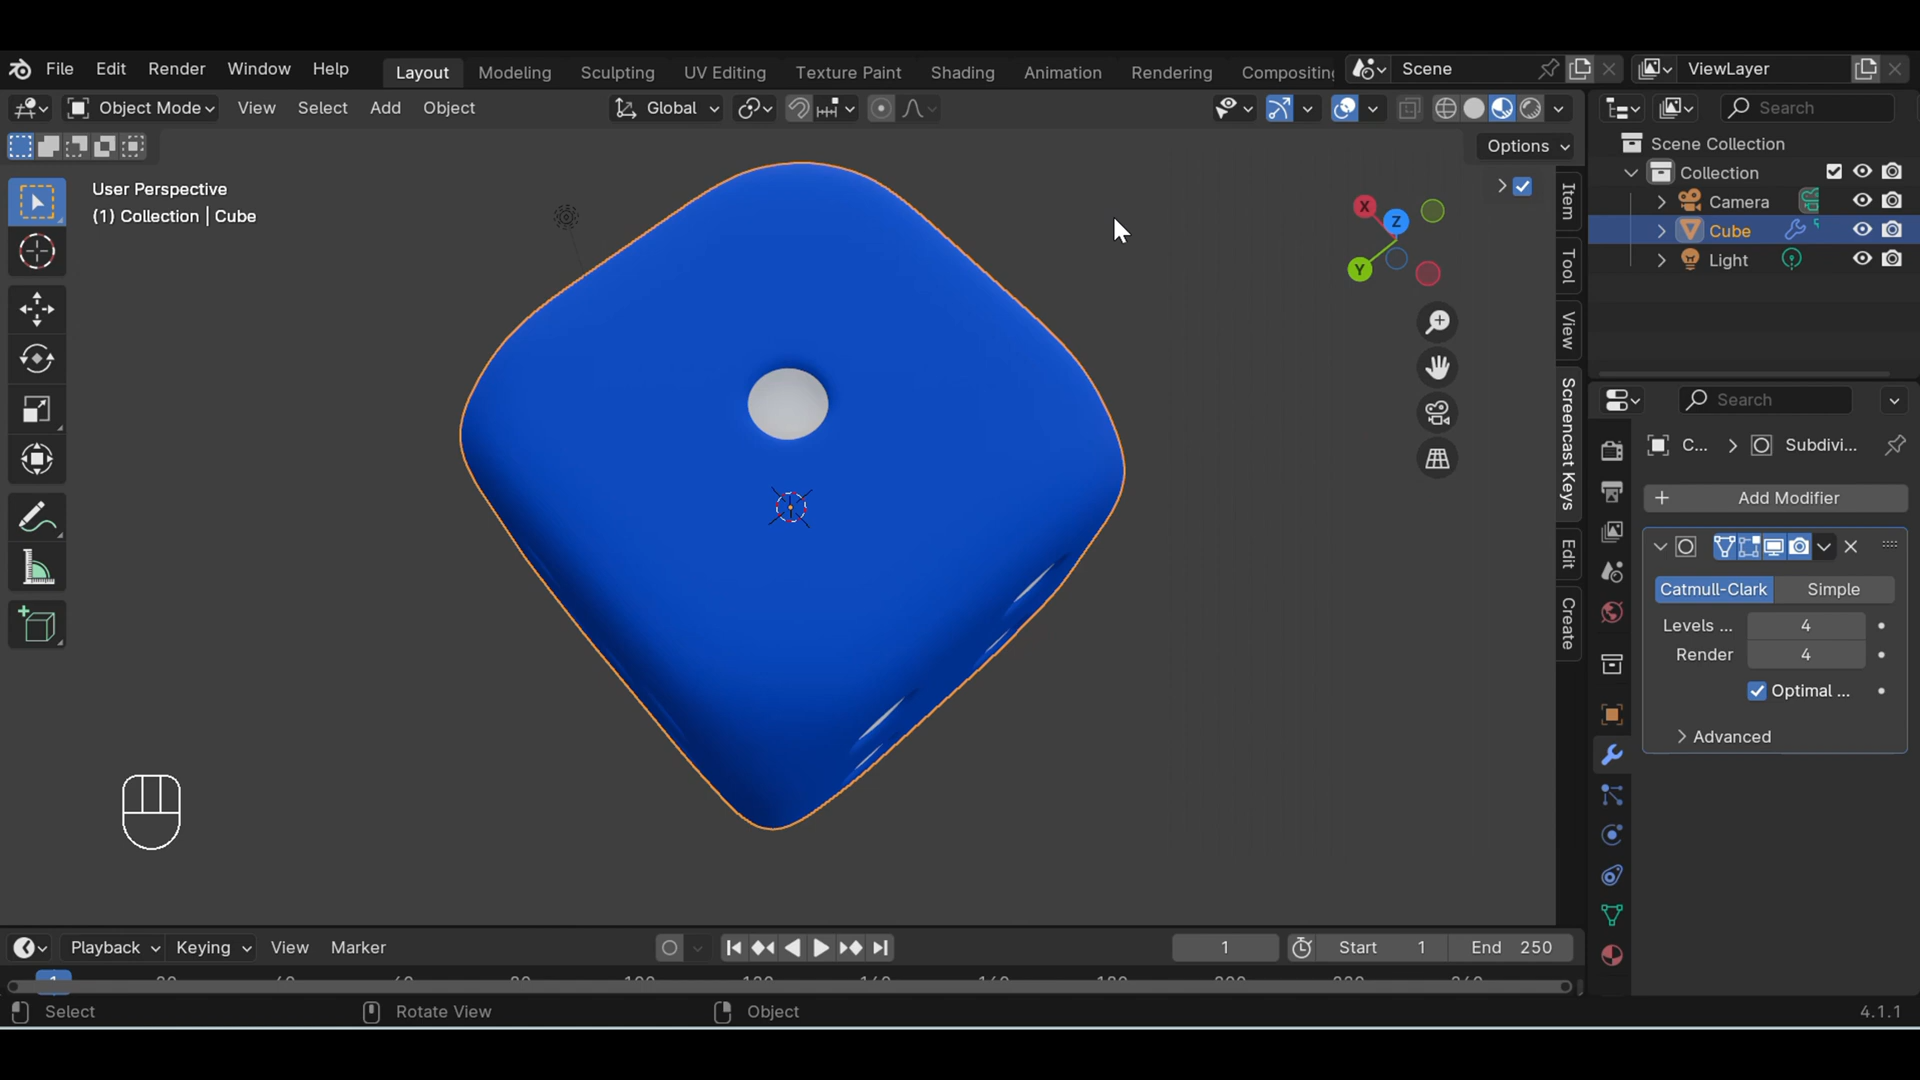 File Edit Render Window Help Layout Modeling Sculpting UV Editing Texture Paint Shading Animation Rendering Compositing Scene ViewLayer
Object Mode View Select Add Object Global Search
Options
Scene Collection
Collection
Camera
Cube
Light
User Perspective
(1) Collection | Cube
X
Z
Y
Item
Tool
View
Screencast Keys
Edit
Create
Search
C... Subdivi...
Add Modifier
Catmull-Clark Simple
Levels ... 4
Render 4
Optimal ...
Advanced
Playback Keying View Marker 1 Start 1 End 250
1
Select Rotate View Object 4.1.1